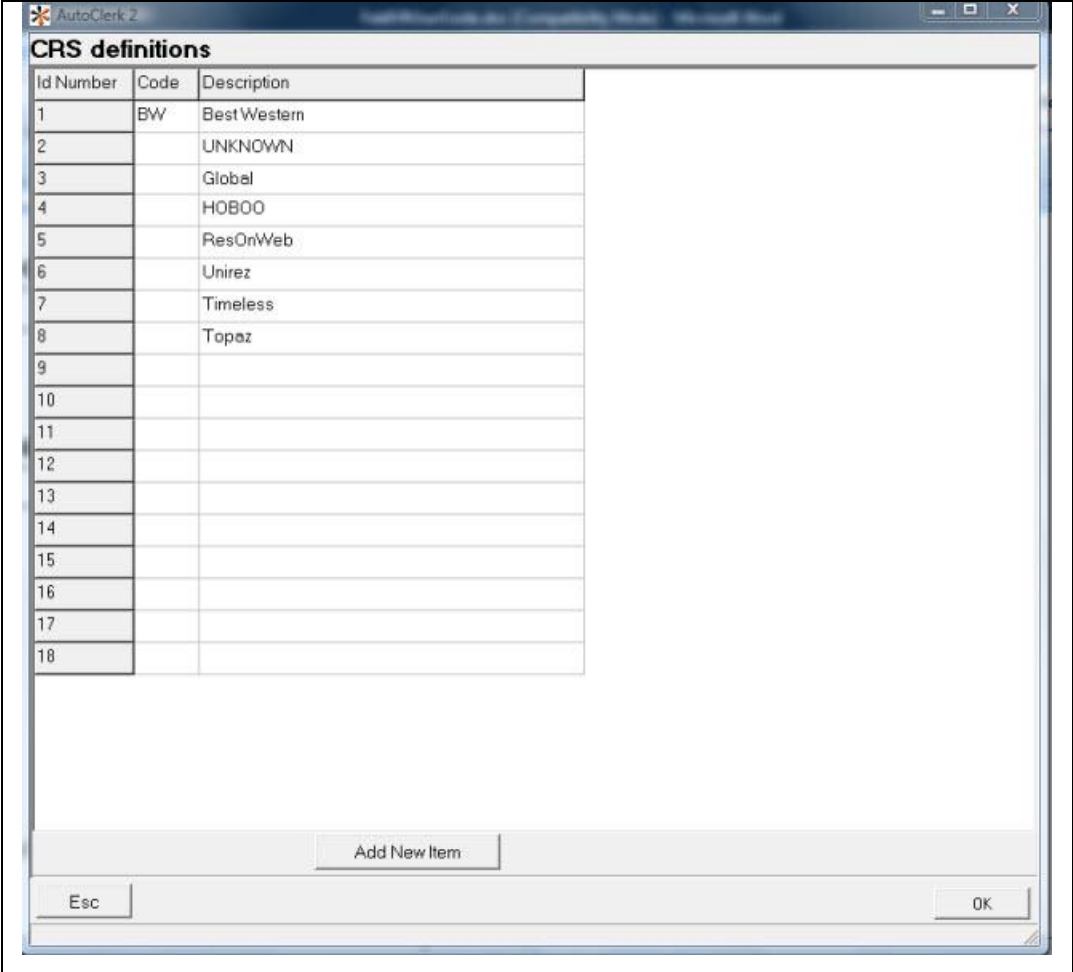 AutoClerk 2
CRS definitions
Id Number Code Description
1 BW Best Western
2 UNKNOWN
3 Global
4 HOBOO
5 ResOnWeb
6 Unirez
7 Timeless
8 Topaz
9
10
11
12
13
14
15
16
17
18
Add New Item
Esc OK